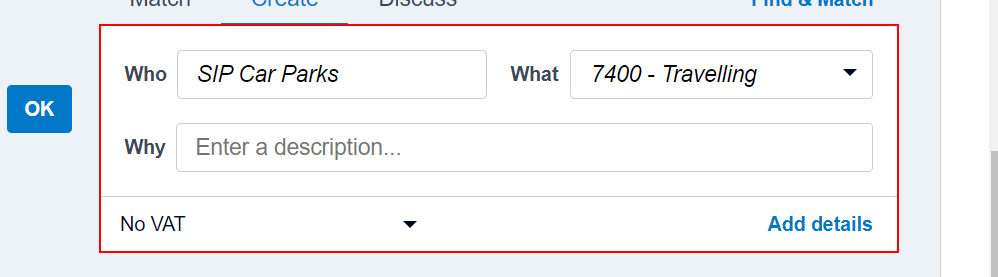 Match Create Discuss Find & Match
Who SIP Car Parks What 7400 - Travelling
OK
Why Enter a description...
No VAT Add details